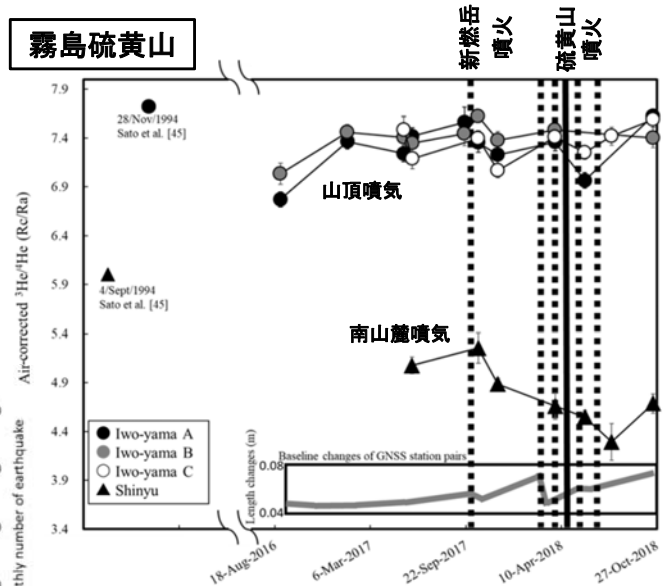 霧島硫黄山
新燃岳
噴火
硫黄山
噴火
7.9
7.4
6.9
6.4
5.9
5.4
4.9
4.4
3.9
3.4
Air-corrected ³He/⁴He (Rc/Ra)
thly number of earthquake
28/Nov/1994
Sato et al. [45]
4/Sept/1994
Sato et al. [45]
山頂噴気
南山麓噴気
Iwo-yama A
Iwo-yama B
Iwo-yama C
Shinyu
Baseline changes of GNSS station pairs
Length changes (m)
0.08
0.04
18-Aug-2016
6-Mar-2017
22-Sep-2017
10-Apr-2018
27-Oct-2018